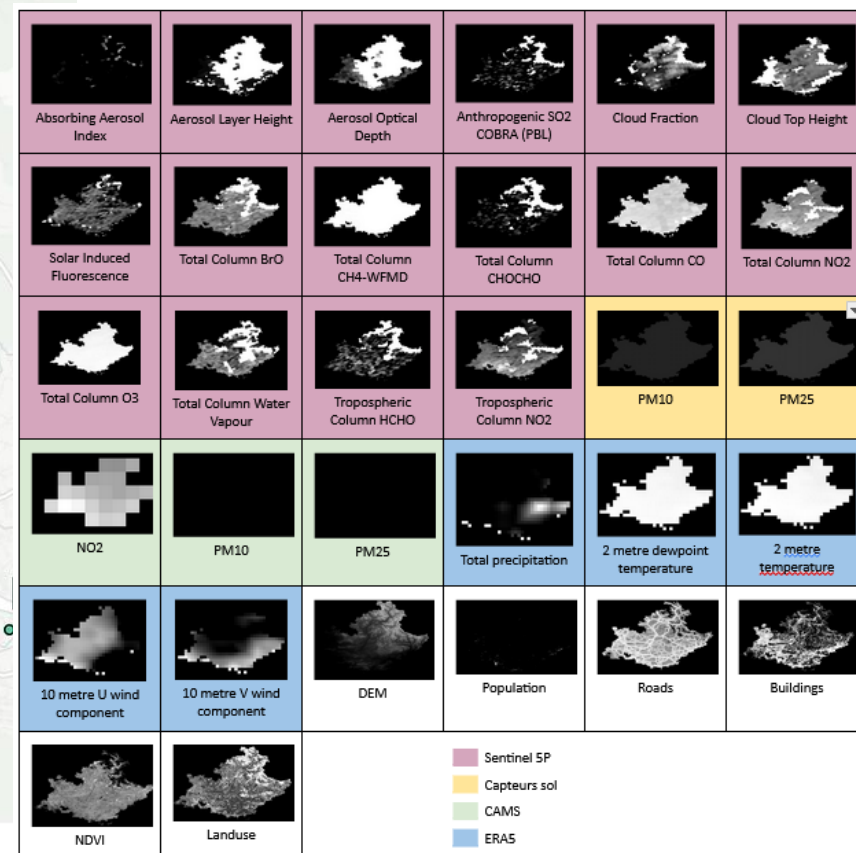 Absorbing Aerosol
Index
Aerosol Layer Height
Aerosol Optical
Depth
Anthropogenic SO2
COBRA (PBL)
Cloud Fraction
Cloud Top Height
Solar Induced
Fluorescence
Total Column BrO
Total Column
CH4-WFMD
Total Column
CHOCHO
Total Column CO
Total Column NO2
Total Column O3
Total Column Water
Vapour
Tropospheric
Column HCHO
Tropospheric
Column NO2
PM10
PM25
NO2
PM10
PM25
Total precipitation
2 metre dewpoint
temperature
2 metre
temperature
10 metre U wind
component
10 metre V wind
component
DEM
Population
Roads
Buildings
NDVI
Landuse
Sentinel 5P
Capteurs sol
CAMS
ERA5